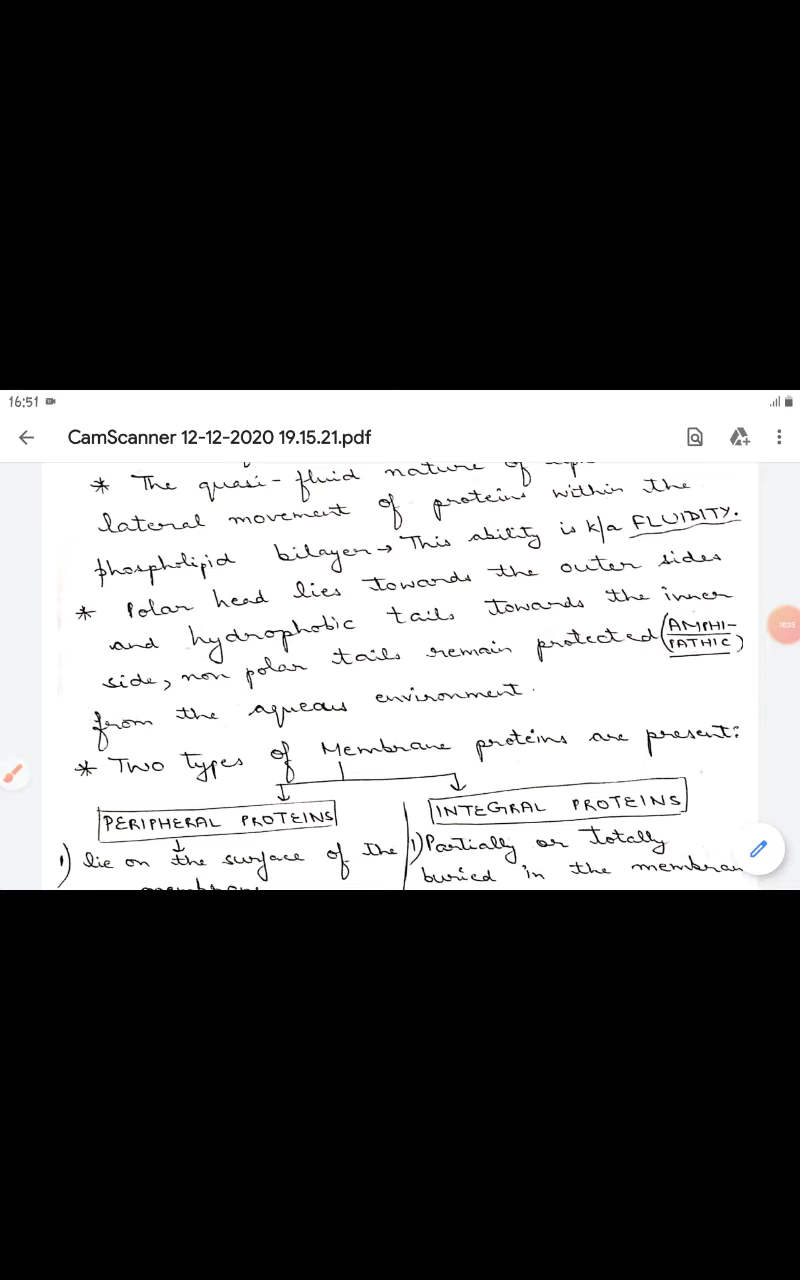 16:51
CamScanner 12-12-2020 19.15.21.pdf
* The quasi-fluid nature of
lateral movement of proteins within the
phospholipid bilayer → This ability is k/a FLUIDITY.
* Polar head lies towards the outer sides
and hydrophobic tails towards the inner
side, non polar tails remain protected (AMPHI-
PATHIC)
from the aqueous environment.
* Two types of Membrane proteins are present:
PERIPHERAL PROTEINS
1) lie on the surface of the
INTEGRAL PROTEINS
1) Partially or totally
buried in the membran